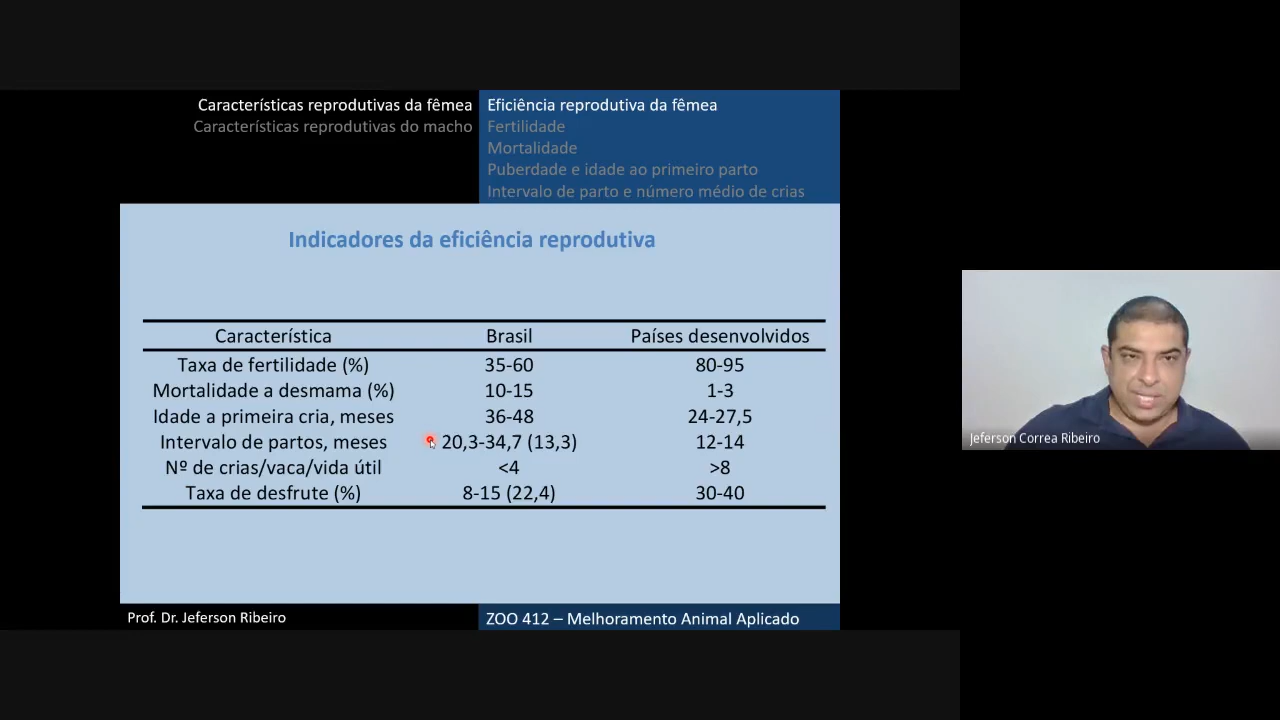 Características reprodutivas da fêmea
Características reprodutivas do macho
Eficiência reprodutiva da fêmea
Fertilidade
Mortalidade
Puberdade e idade ao primeiro parto
Intervalo de parto e número médio de crias
Indicadores da eficiência reprodutiva
Característica Brasil Países desenvolvidos
Taxa de fertilidade (%) 35-60 80-95
Mortalidade a desmama (%) 10-15 1-3
Idade a primeira cria, meses 36-48 24-27,5
Intervalo de partos, meses 20,3-34,7 (13,3) 12-14
Nº de crias/vaca/vida útil <4 >8
Taxa de desfrute (%) 8-15 (22,4) 30-40
Prof. Dr. Jeferson Ribeiro
ZOO 412 – Melhoramento Animal Aplicado
Jeferson Correa Ribeiro